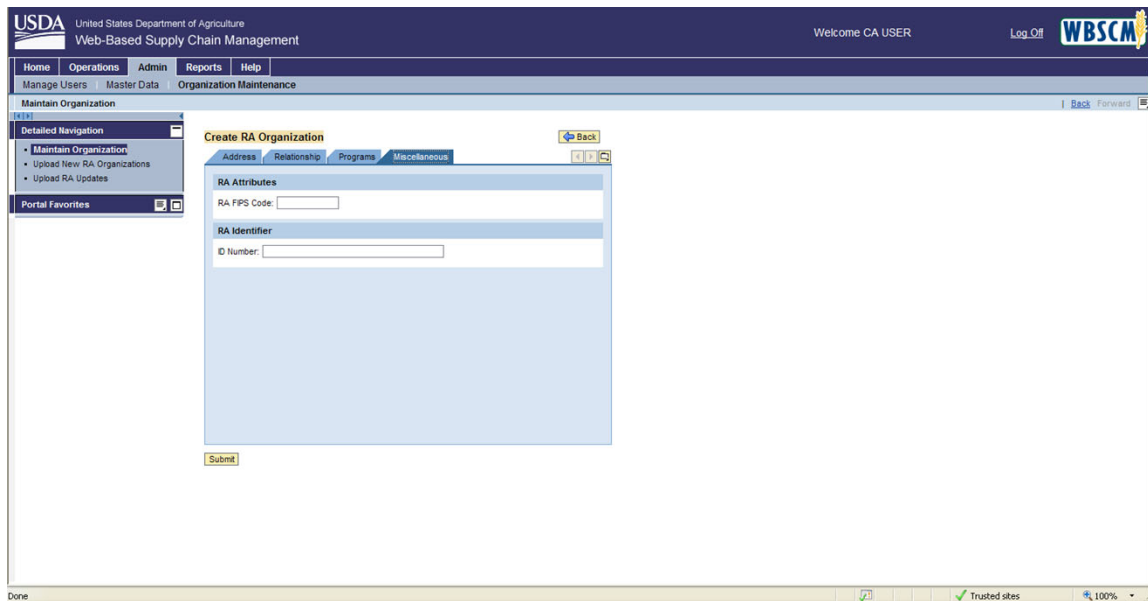 USDA United States Department of Agriculture
Web-Based Supply Chain Management
Welcome CA USER
Log Off
WBSCM
Home Operations Admin Reports Help
Manage Users Master Data Organization Maintenance
Maintain Organization
Back Forward
Detailed Navigation
Maintain Organization
Upload New RA Organizations
Upload RA Updates
Portal Favorites
Create RA Organization
Back
Address Relationship Programs Miscellaneous
RA Attributes
RA FIPS Code:
RA Identifier
ID Number:
Submit
Done
Trusted sites
100%